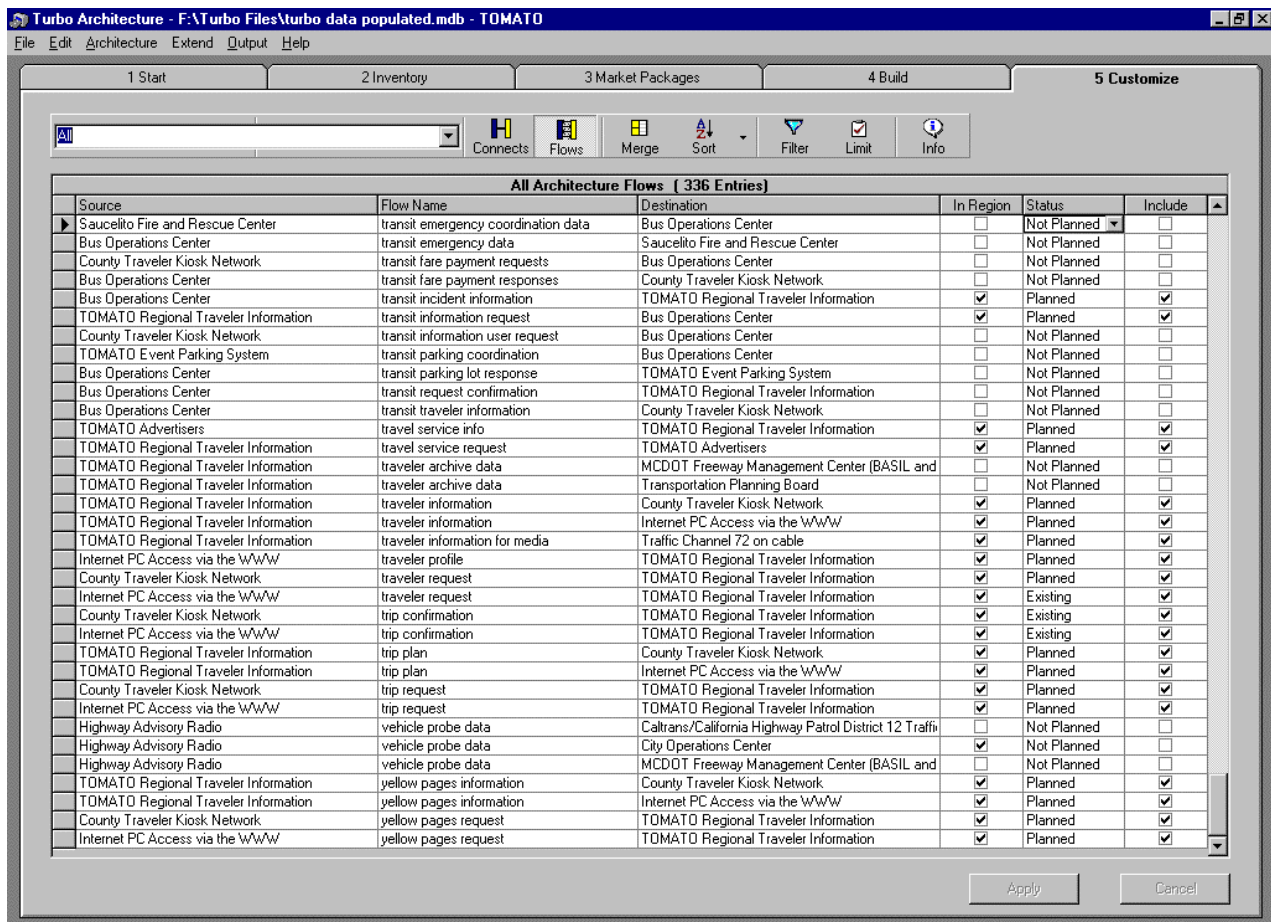 Turbo Architecture - F:\Turbo Files\turbo data populated.mdb - TOMATO
File Edit Architecture Extend Output Help
1 Start 2 Inventory 3 Market Packages 4 Build 5 Customize
All Connects Flows Merge Sort Filter Limit Info
All Architecture Flows ( 336 Entries)
Source Flow Name Destination In Region Status Include
Saucelito Fire and Rescue Center transit emergency coordination data Bus Operations Center Not Planned
Bus Operations Center transit emergency data Saucelito Fire and Rescue Center Not Planned
County Traveler Kiosk Network transit fare payment requests Bus Operations Center Not Planned
Bus Operations Center transit fare payment responses County Traveler Kiosk Network Not Planned
Bus Operations Center transit incident information TOMATO Regional Traveler Information Planned
TOMATO Regional Traveler Information transit information request Bus Operations Center Planned
County Traveler Kiosk Network transit information user request Bus Operations Center Not Planned
TOMATO Event Parking System transit parking coordination Bus Operations Center Not Planned
Bus Operations Center transit parking lot response TOMATO Event Parking System Not Planned
Bus Operations Center transit request confirmation TOMATO Regional Traveler Information Not Planned
Bus Operations Center transit traveler information County Traveler Kiosk Network Not Planned
TOMATO Advertisers travel service info TOMATO Regional Traveler Information Planned
TOMATO Regional Traveler Information travel service request TOMATO Advertisers Planned
TOMATO Regional Traveler Information traveler archive data MCDOT Freeway Management Center (BASIL and Not Planned
TOMATO Regional Traveler Information traveler archive data Transportation Planning Board Not Planned
TOMATO Regional Traveler Information traveler information County Traveler Kiosk Network Planned
TOMATO Regional Traveler Information traveler information Internet PC Access via the WWW Planned
TOMATO Regional Traveler Information traveler information for media Traffic Channel 72 on cable Planned
Internet PC Access via the WWW traveler profile TOMATO Regional Traveler Information Planned
County Traveler Kiosk Network traveler request TOMATO Regional Traveler Information Planned
Internet PC Access via the WWW traveler request TOMATO Regional Traveler Information Existing
County Traveler Kiosk Network trip confirmation TOMATO Regional Traveler Information Existing
Internet PC Access via the WWW trip confirmation TOMATO Regional Traveler Information Existing
TOMATO Regional Traveler Information trip plan County Traveler Kiosk Network Planned
TOMATO Regional Traveler Information trip plan Internet PC Access via the WWW Planned
County Traveler Kiosk Network trip request TOMATO Regional Traveler Information Planned
Internet PC Access via the WWW trip request TOMATO Regional Traveler Information Planned
Highway Advisory Radio vehicle probe data Caltrans/California Highway Patrol District 12 Traffi Not Planned
Highway Advisory Radio vehicle probe data City Operations Center Not Planned
Highway Advisory Radio vehicle probe data MCDOT Freeway Management Center (BASIL and Not Planned
TOMATO Regional Traveler Information yellow pages information County Traveler Kiosk Network Planned
TOMATO Regional Traveler Information yellow pages information Internet PC Access via the WWW Planned
County Traveler Kiosk Network yellow pages request TOMATO Regional Traveler Information Planned
Internet PC Access via the WWW yellow pages request TOMATO Regional Traveler Information Planned
Apply Cancel